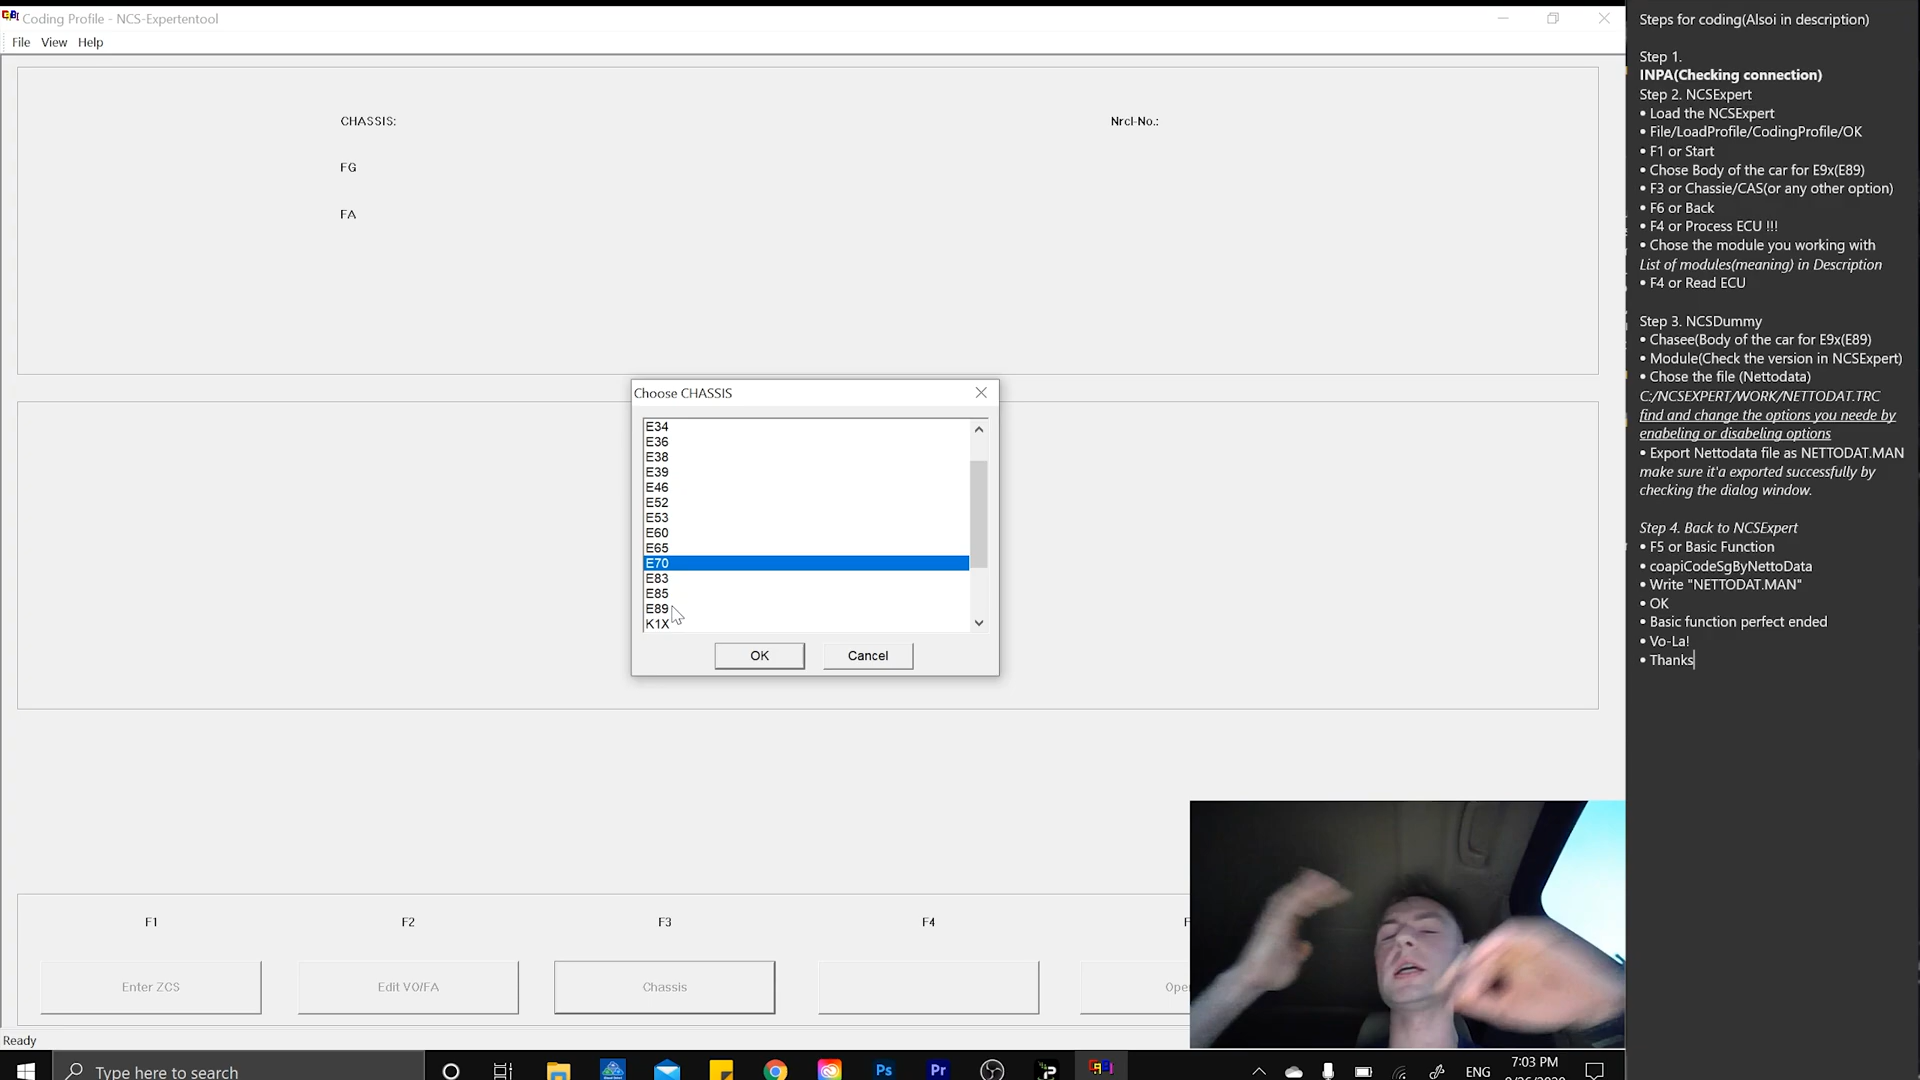 Coding Profile - NCS-Expertentool
File View Help
CHASSIS:
Nrcl-No.:
FG
FA
Choose CHASSIS
E34
E36
E38
E39
E46
E52
E53
E60
E65
E70
E83
E85
E89
K1X
OK
Cancel
F1
F2
F3
F4
Enter ZCS
Edit VO/FA
Chassis
Ready
Type here to search
Ps
Pr
ENG
7:03 PM
Steps for coding(Alsoi in description)
Step 1.
INPA(Checking connection)
Step 2. NCSExpert
• Load the NCSExpert
• File/LoadProfile/CodingProfile/OK
• F1 or Start
• Chose Body of the car for E9x(E89)
• F3 or Chassie/CAS(or any other option)
• F6 or Back
• F4 or Process ECU !!!
• Chose the module you working with
List of modules(meaning) in Description
• F4 or Read ECU
Step 3. NCSDummy
• Chasee(Body of the car for E9x(E89)
• Module(Check the version in NCSExpert)
• Chose the file (Nettodata)
C:/NCSEXPERT/WORK/NETTODAT.TRC
find and change the options you neede by
enabeling or disabeling options
• Export Nettodata file as NETTODAT.MAN
make sure it'a exported successfully by
checking the dialog window.
Step 4. Back to NCSExpert
• F5 or Basic Function
• coapiCodeSgByNettoData
• Write "NETTODAT.MAN"
• OK
• Basic function perfect ended
• Vo-La!
• Thanks